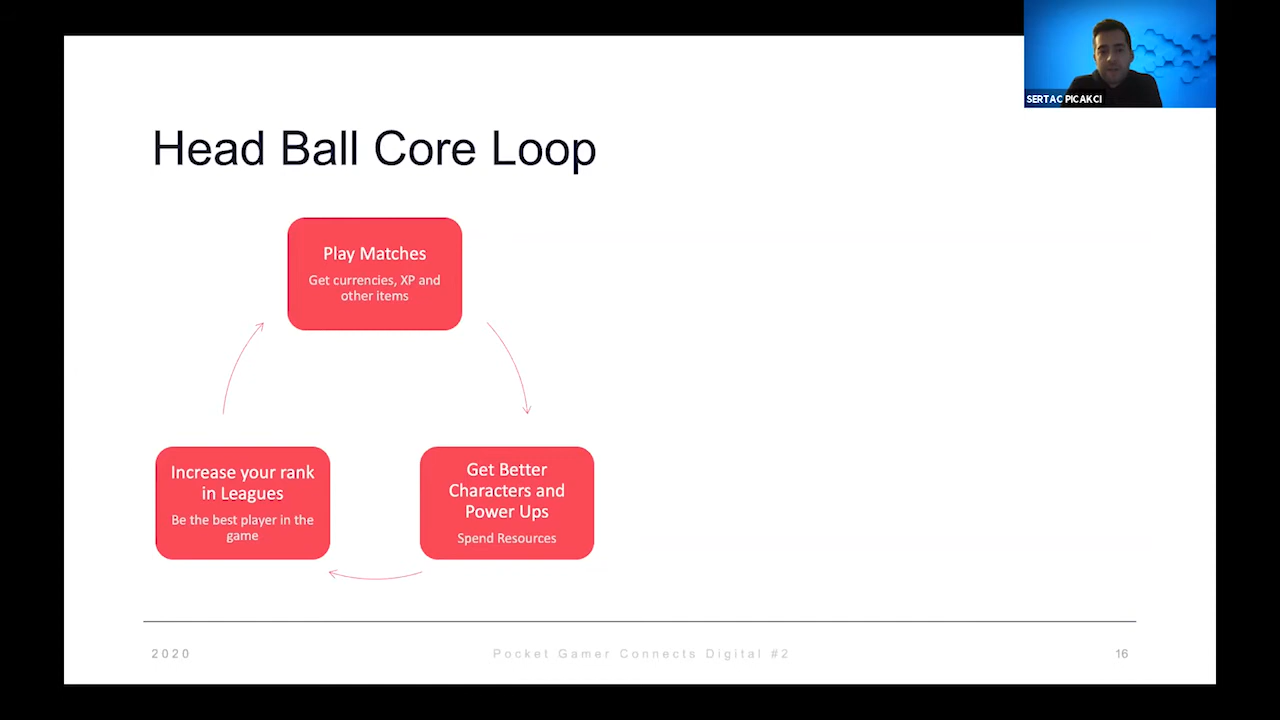 SERTAC PICAKCI
Head Ball Core Loop
Play Matches
Get currencies, XP and
other items
Get Better
Characters and
Power Ups
Spend Resources
Increase your rank
in Leagues
Be the best player in the
game
2020
Pocket Gamer Connects Digital #2
16